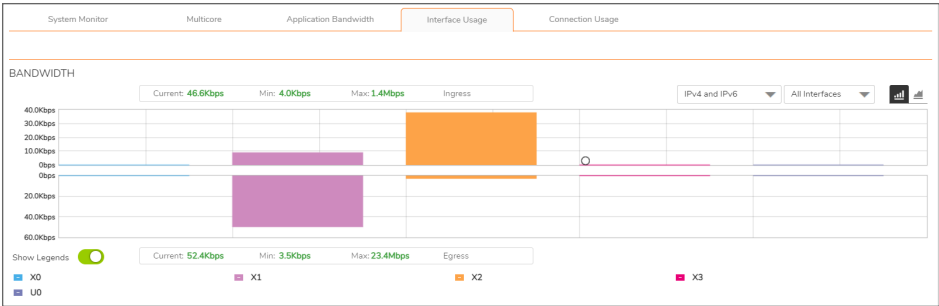 System Monitor Multicore Application Bandwidth Interface Usage Connection Usage
BANDWIDTH
Current: 46.6Kbps Min: 4.0Kbps Max: 1.4Mbps Ingress IPv4 and IPv6 All Interfaces
40.0Kbps
30.0Kbps
20.0Kbps
10.0Kbps
0bps
0bps
20.0Kbps
40.0Kbps
60.0Kbps
Show Legends Current: 52.4Kbps Min: 3.5Kbps Max: 23.4Mbps Egress
X0 X1 X2 X3
U0